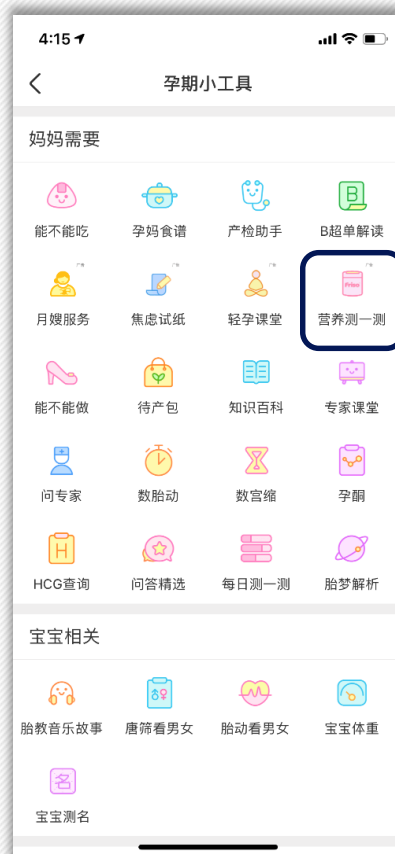 4:15
孕期小工具
妈妈需要
能不能吃 孕妈食谱 产检助手 B超单解读
月嫂服务 焦虑试纸 轻孕课堂 营养测一测
Friso
能不能做 待产包 知识百科 专家课堂
问专家 数胎动 数宫缩 孕酮
HCG查询 问答精选 每日测一测 胎梦解析
宝宝相关
胎教音乐故事 唐筛看男女 胎动看男女 宝宝体重
名
宝宝测名